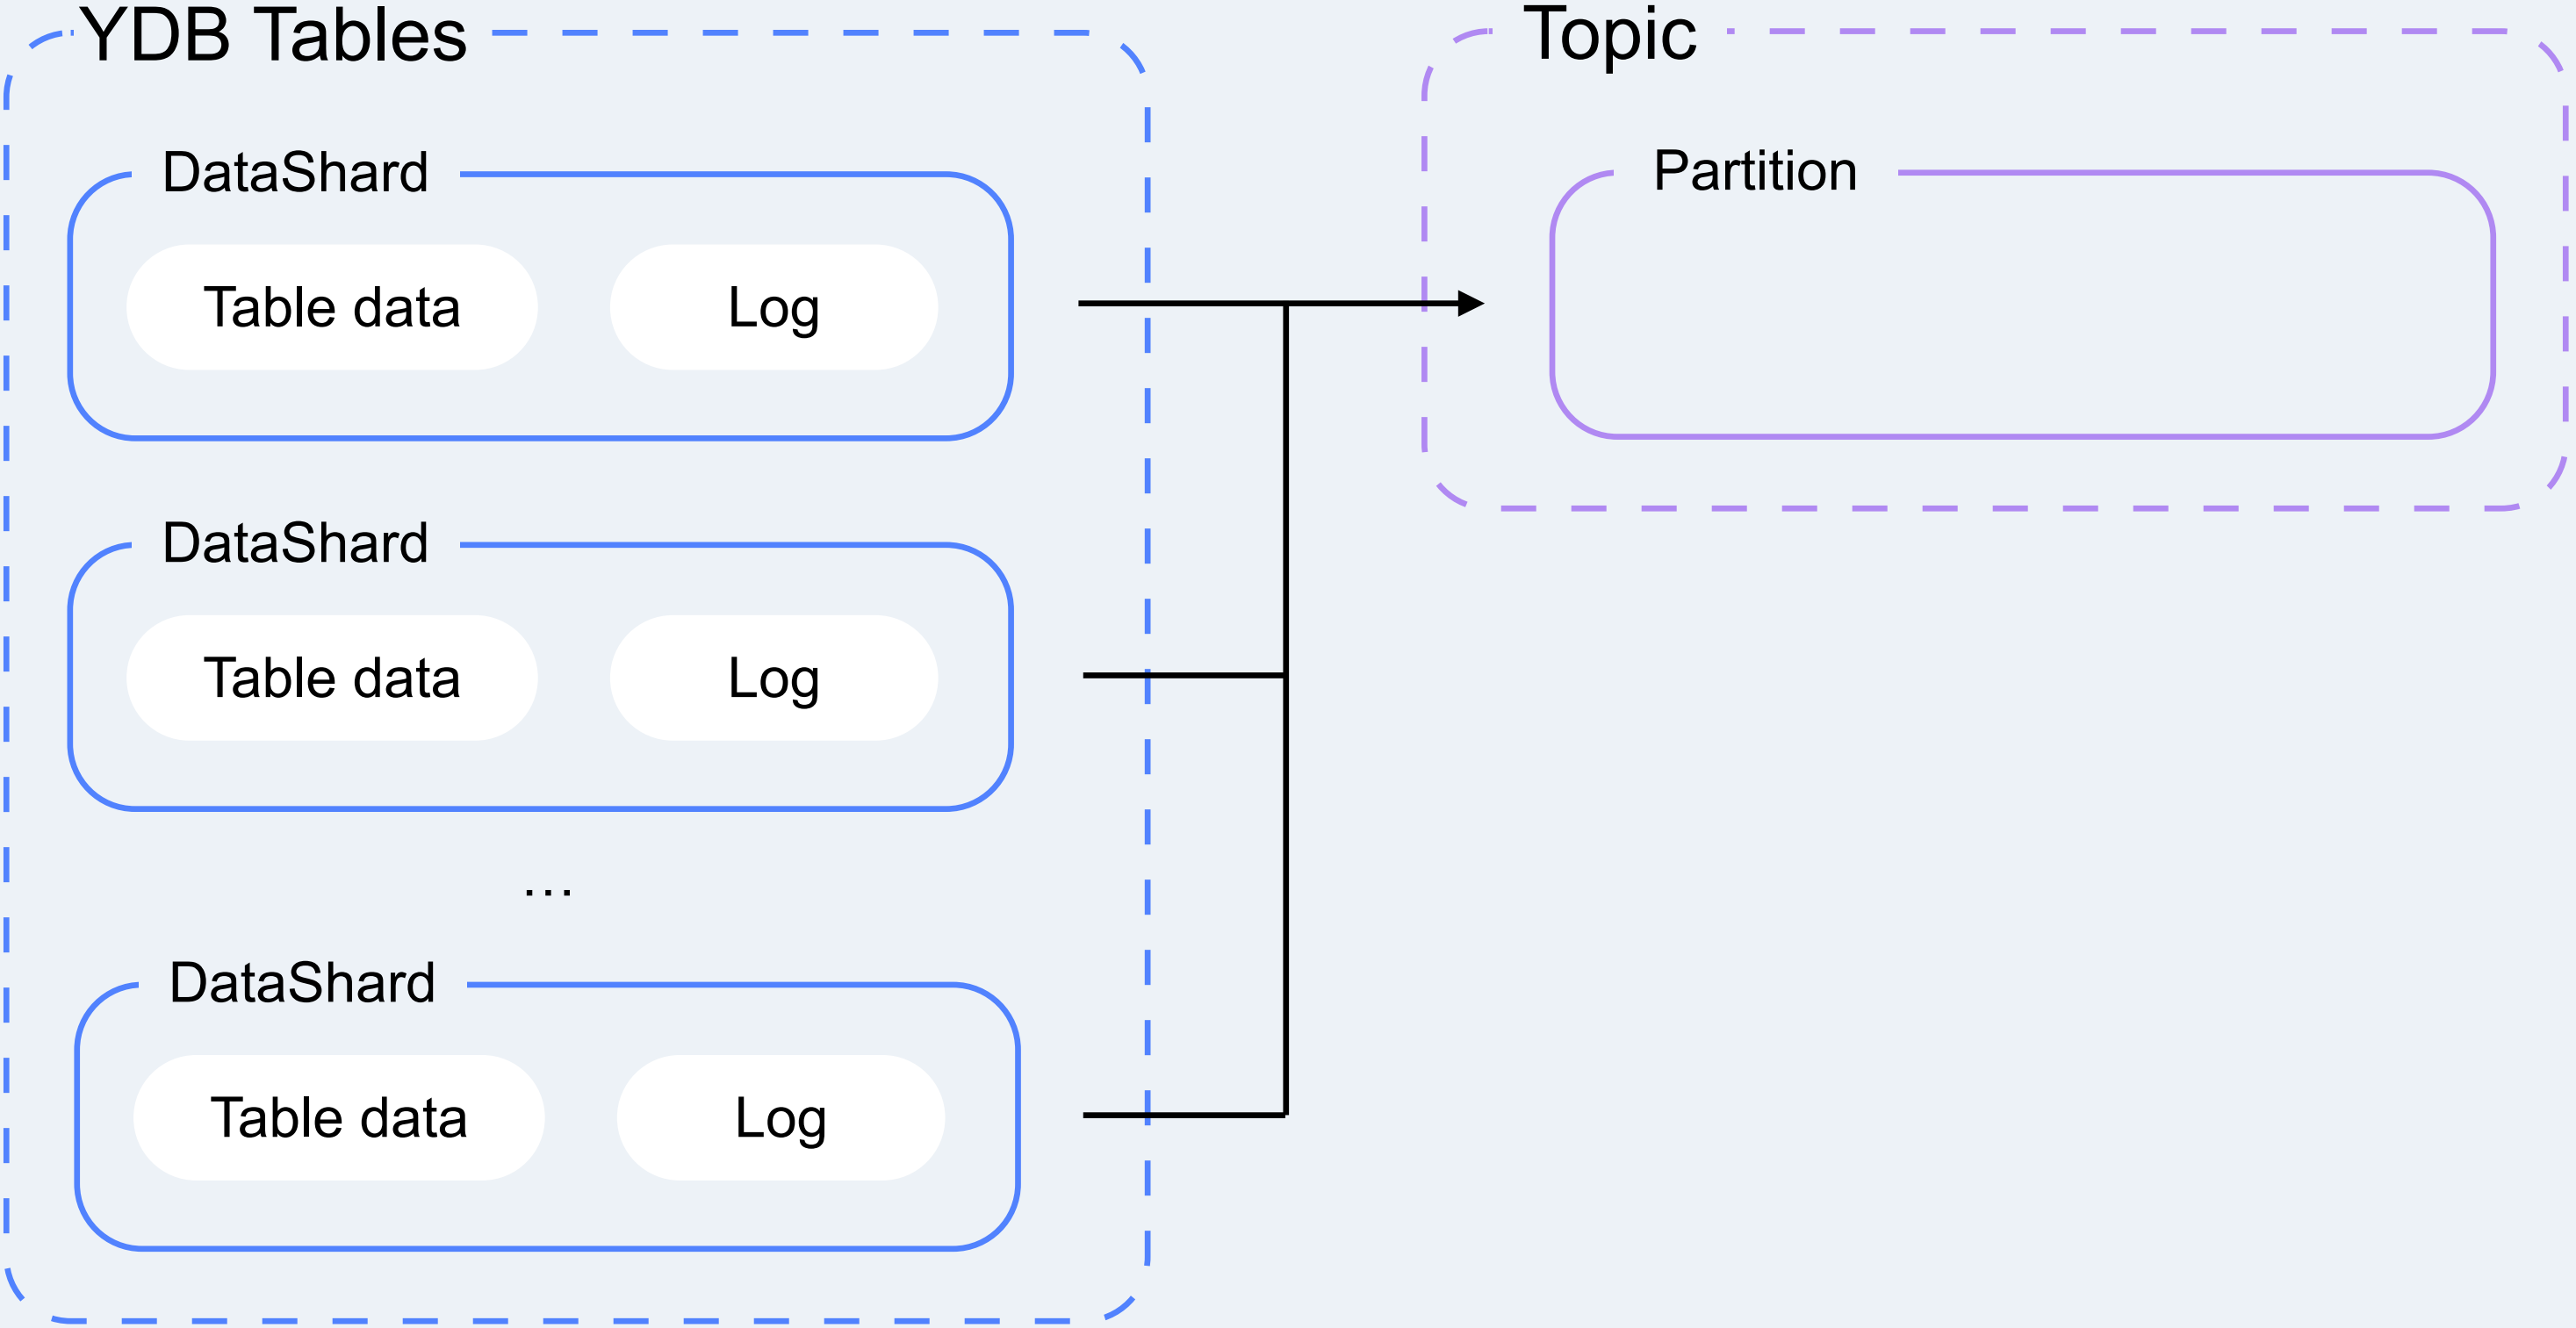 YDB Tables
Topic
DataShard
Partition
Table data
Log
DataShard
Table data
Log
...
DataShard
Table data
Log